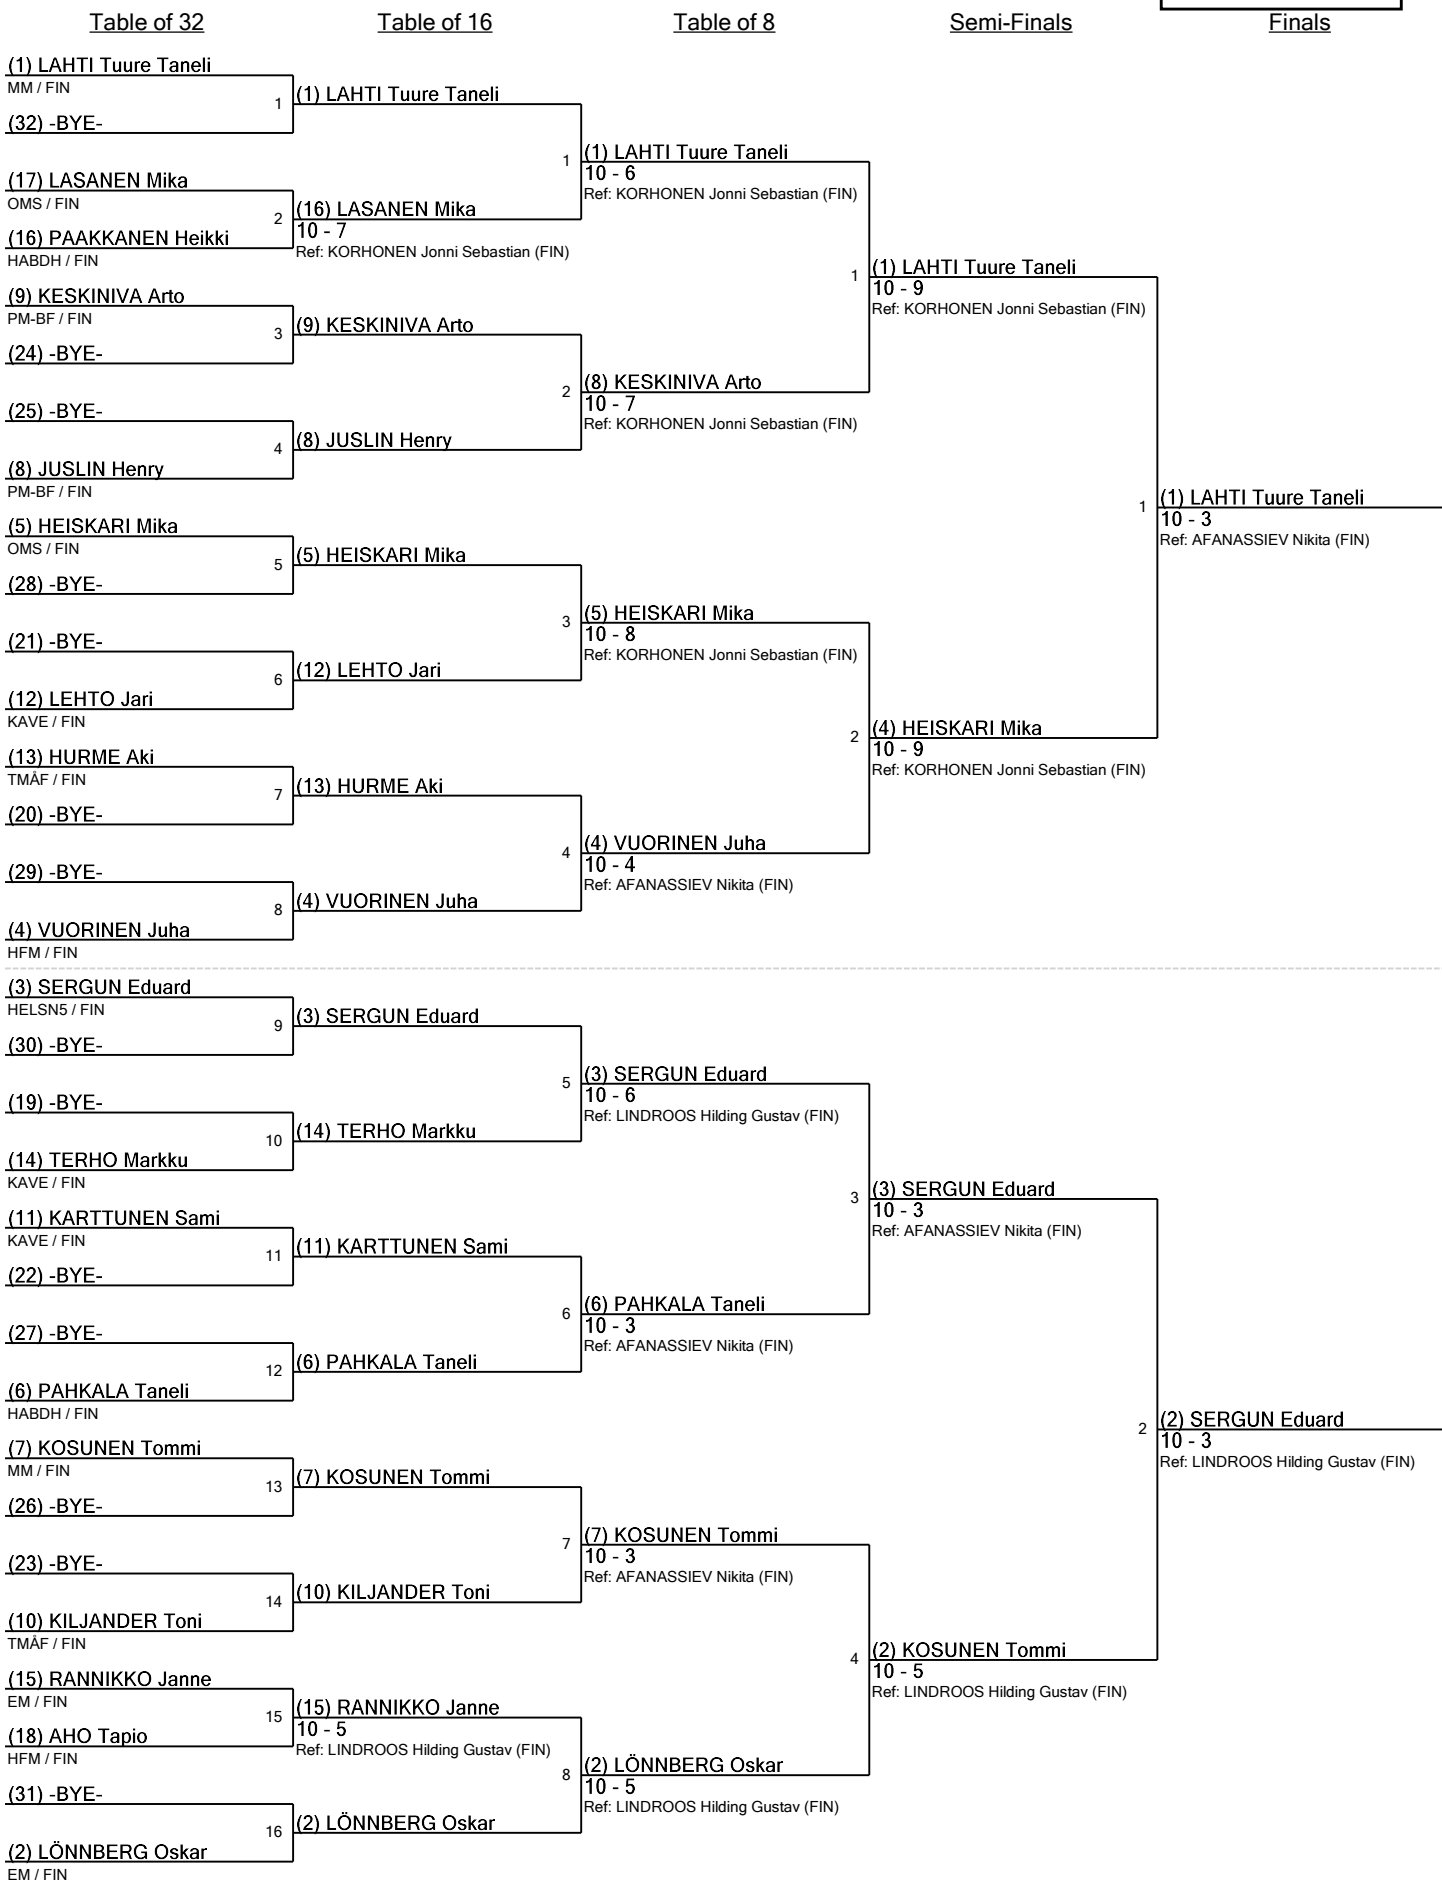 Table of 32
Table of 16
Table of 8
Semi-Finals
Finals
(1) LAHTI Tuure Taneli
MM / FIN
(32) -BYE-
(17) LASANEN Mika
OMS / FIN
(16) PAAKKANEN Heikki
HABDH / FIN
(9) KESKINIVA Arto
PM-BF / FIN
(24) -BYE-
(25) -BYE-
(8) JUSLIN Henry
PM-BF / FIN
(5) HEISKARI Mika
OMS / FIN
(28) -BYE-
(21) -BYE-
(12) LEHTO Jari
KAVE / FIN
(13) HURME Aki
TMÅF / FIN
(20) -BYE-
(29) -BYE-
(4) VUORINEN Juha
HFM / FIN
(3) SERGUN Eduard
HELSN5 / FIN
(30) -BYE-
(19) -BYE-
(14) TERHO Markku
KAVE / FIN
(11) KARTTUNEN Sami
KAVE / FIN
(22) -BYE-
(27) -BYE-
(6) PAHKALA Taneli
HABDH / FIN
(7) KOSUNEN Tommi
MM / FIN
(26) -BYE-
(23) -BYE-
(10) KILJANDER Toni
TMÅF / FIN
(15) RANNIKKO Janne
EM / FIN
(18) AHO Tapio
HFM / FIN
(31) -BYE-
(2) LÖNNBERG Oskar
EM / FIN
1
(1) LAHTI Tuure Taneli
2
(16) LASANEN Mika
10 - 7
Ref: KORHONEN Jonni Sebastian (FIN)
3
(9) KESKINIVA Arto
4
(8) JUSLIN Henry
5
(5) HEISKARI Mika
6
(12) LEHTO Jari
7
(13) HURME Aki
8
(4) VUORINEN Juha
9
(3) SERGUN Eduard
10
(14) TERHO Markku
11
(11) KARTTUNEN Sami
12
(6) PAHKALA Taneli
13
(7) KOSUNEN Tommi
14
(10) KILJANDER Toni
15
(15) RANNIKKO Janne
10 - 5
Ref: LINDROOS Hilding Gustav (FIN)
16
(2) LÖNNBERG Oskar
1
(1) LAHTI Tuure Taneli
10 - 6
Ref: KORHONEN Jonni Sebastian (FIN)
2
(8) KESKINIVA Arto
10 - 7
Ref: KORHONEN Jonni Sebastian (FIN)
3
(5) HEISKARI Mika
10 - 8
Ref: KORHONEN Jonni Sebastian (FIN)
4
(4) VUORINEN Juha
10 - 4
Ref: AFANASSIEV Nikita (FIN)
5
(3) SERGUN Eduard
10 - 6
Ref: LINDROOS Hilding Gustav (FIN)
6
(6) PAHKALA Taneli
10 - 3
Ref: AFANASSIEV Nikita (FIN)
7
(7) KOSUNEN Tommi
10 - 3
Ref: AFANASSIEV Nikita (FIN)
8
(2) LÖNNBERG Oskar
10 - 5
Ref: LINDROOS Hilding Gustav (FIN)
1
(1) LAHTI Tuure Taneli
10 - 9
Ref: KORHONEN Jonni Sebastian (FIN)
2
(4) HEISKARI Mika
10 - 9
Ref: KORHONEN Jonni Sebastian (FIN)
3
(3) SERGUN Eduard
10 - 3
Ref: AFANASSIEV Nikita (FIN)
4
(2) KOSUNEN Tommi
10 - 5
Ref: LINDROOS Hilding Gustav (FIN)
1
(1) LAHTI Tuure Taneli
10 - 3
Ref: AFANASSIEV Nikita (FIN)
2
(2) SERGUN Eduard
10 - 3
Ref: LINDROOS Hilding Gustav (FIN)